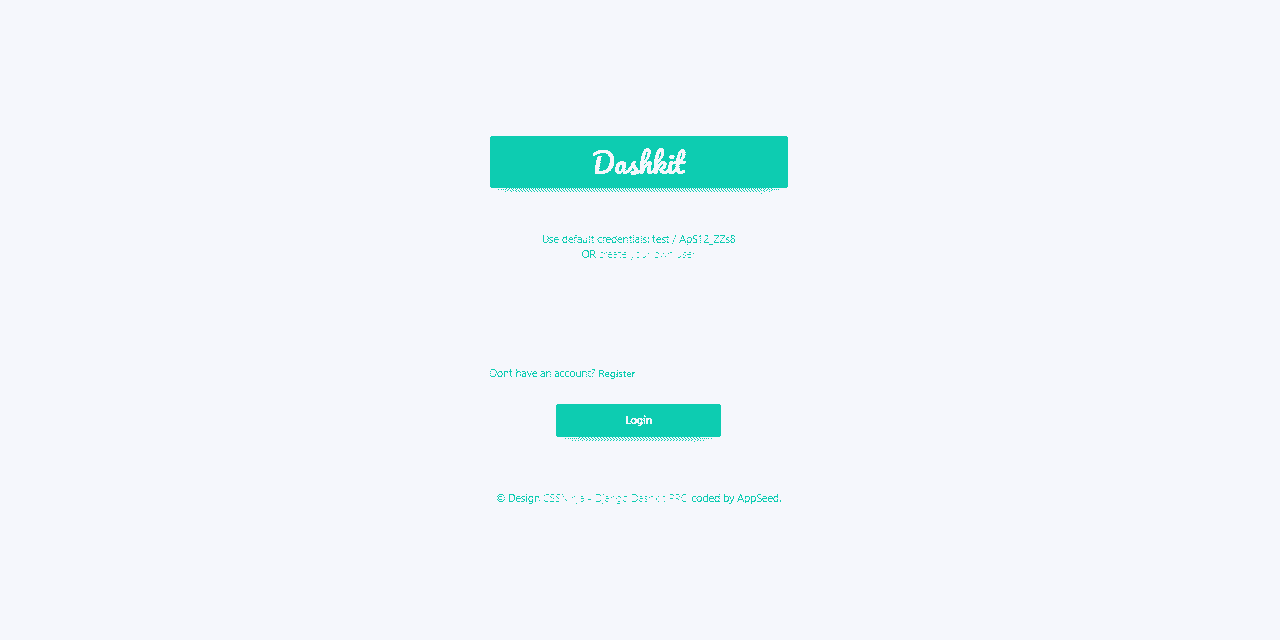 Dashkit
Use default credentials: test / ApS12_ZZs8
OR create your own user
Dont have an account? Register
Login
© Design CSSNinja - Django Dashkit PRO coded by AppSeed.